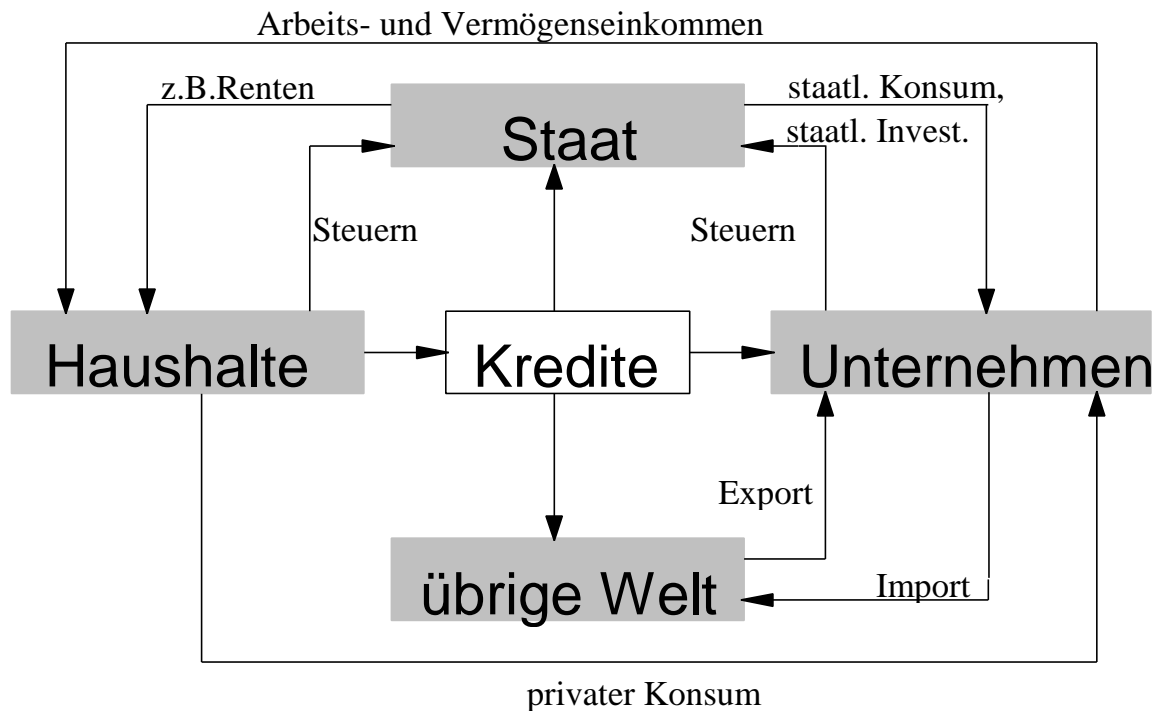 Arbeits- und Vermögenseinkommen
z.B.Renten
staatl. Konsum,
Staat
staatl. Invest.
Steuern
Steuern
Haushalte
Kredite
Unternehmen
Export
übrige Welt
Import
privater Konsum